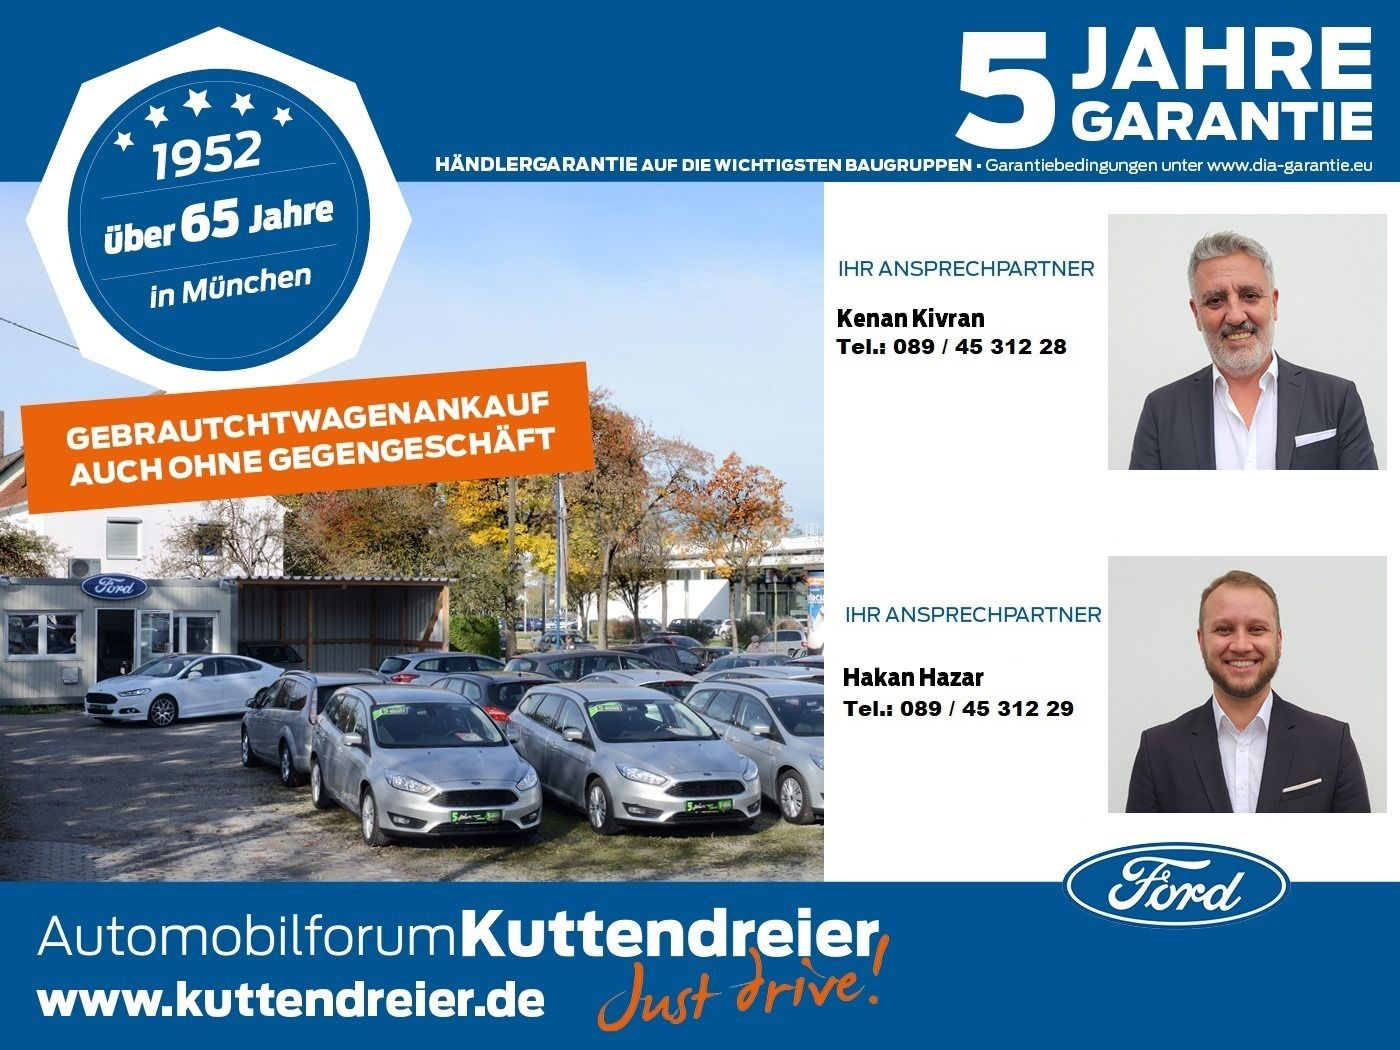 1952
über 65 Jahre
in München
5 JAHRE
GARANTIE
HÄNDLERGARANTIE AUF DIE WICHTIGSTEN BAUGRUPPEN • Garantiebedingungen unter www.dia-garantie.eu
GEBRAUTCHTWAGENANKAUF
AUCH OHNE GEGENGESCHÄFT
IHR ANSPRECHPARTNER
Kenan Kivran
Tel.: 089 / 45 312 28
IHR ANSPRECHPARTNER
Hakan Hazar
Tel.: 089 / 45 312 29
Ford
Ford
AutomobilforumKuttendreier
www.kuttendreier.de
Just drive!